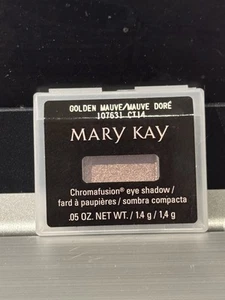 GOLDEN MAUVE/MAUVE DORÉ
107631 CT14
MARY KAY
Chromafusion® eye shadow /
fard à paupières / sombra compacta
.05 OZ. NET WT. / 1.4 g / 1,4 g